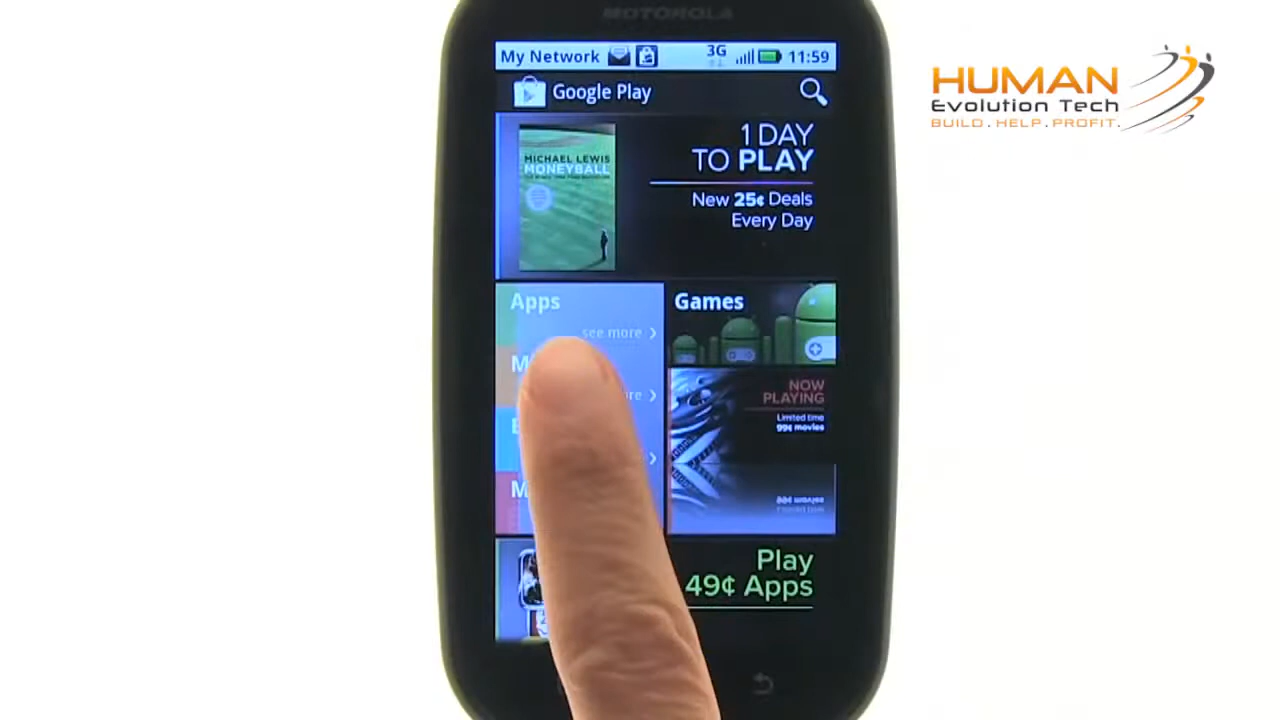 MOTOROLA
My Network
3G
11:59
Google Play
HUMAN
Evolution Tech
BUILD.HELP.PROFIT.
MICHAEL LEWIS
MONEYBALL
1 DAY
TO PLAY
New 25¢ Deals
Every Day
Apps
see more
Games
NOW
PLAYING
Limited time
99¢ movies
Play
49¢ Apps